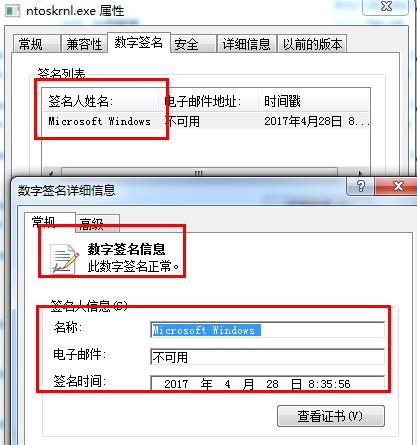 ntoskrnl.exe 属性
常规 兼容性 数字签名 安全 详细信息 以前的版本
签名列表
签名人姓名: 电子邮件地址: 时间戳
Microsoft Windows 不可用 2017年4月28日 8...
数字签名详细信息
常规 高级
数字签名信息
此数字签名正常。
签名人信息(S)
名称: Microsoft Windows
电子邮件: 不可用
签名时间: 2017 年 4 月 28 日 8:35:56
查看证书(V)